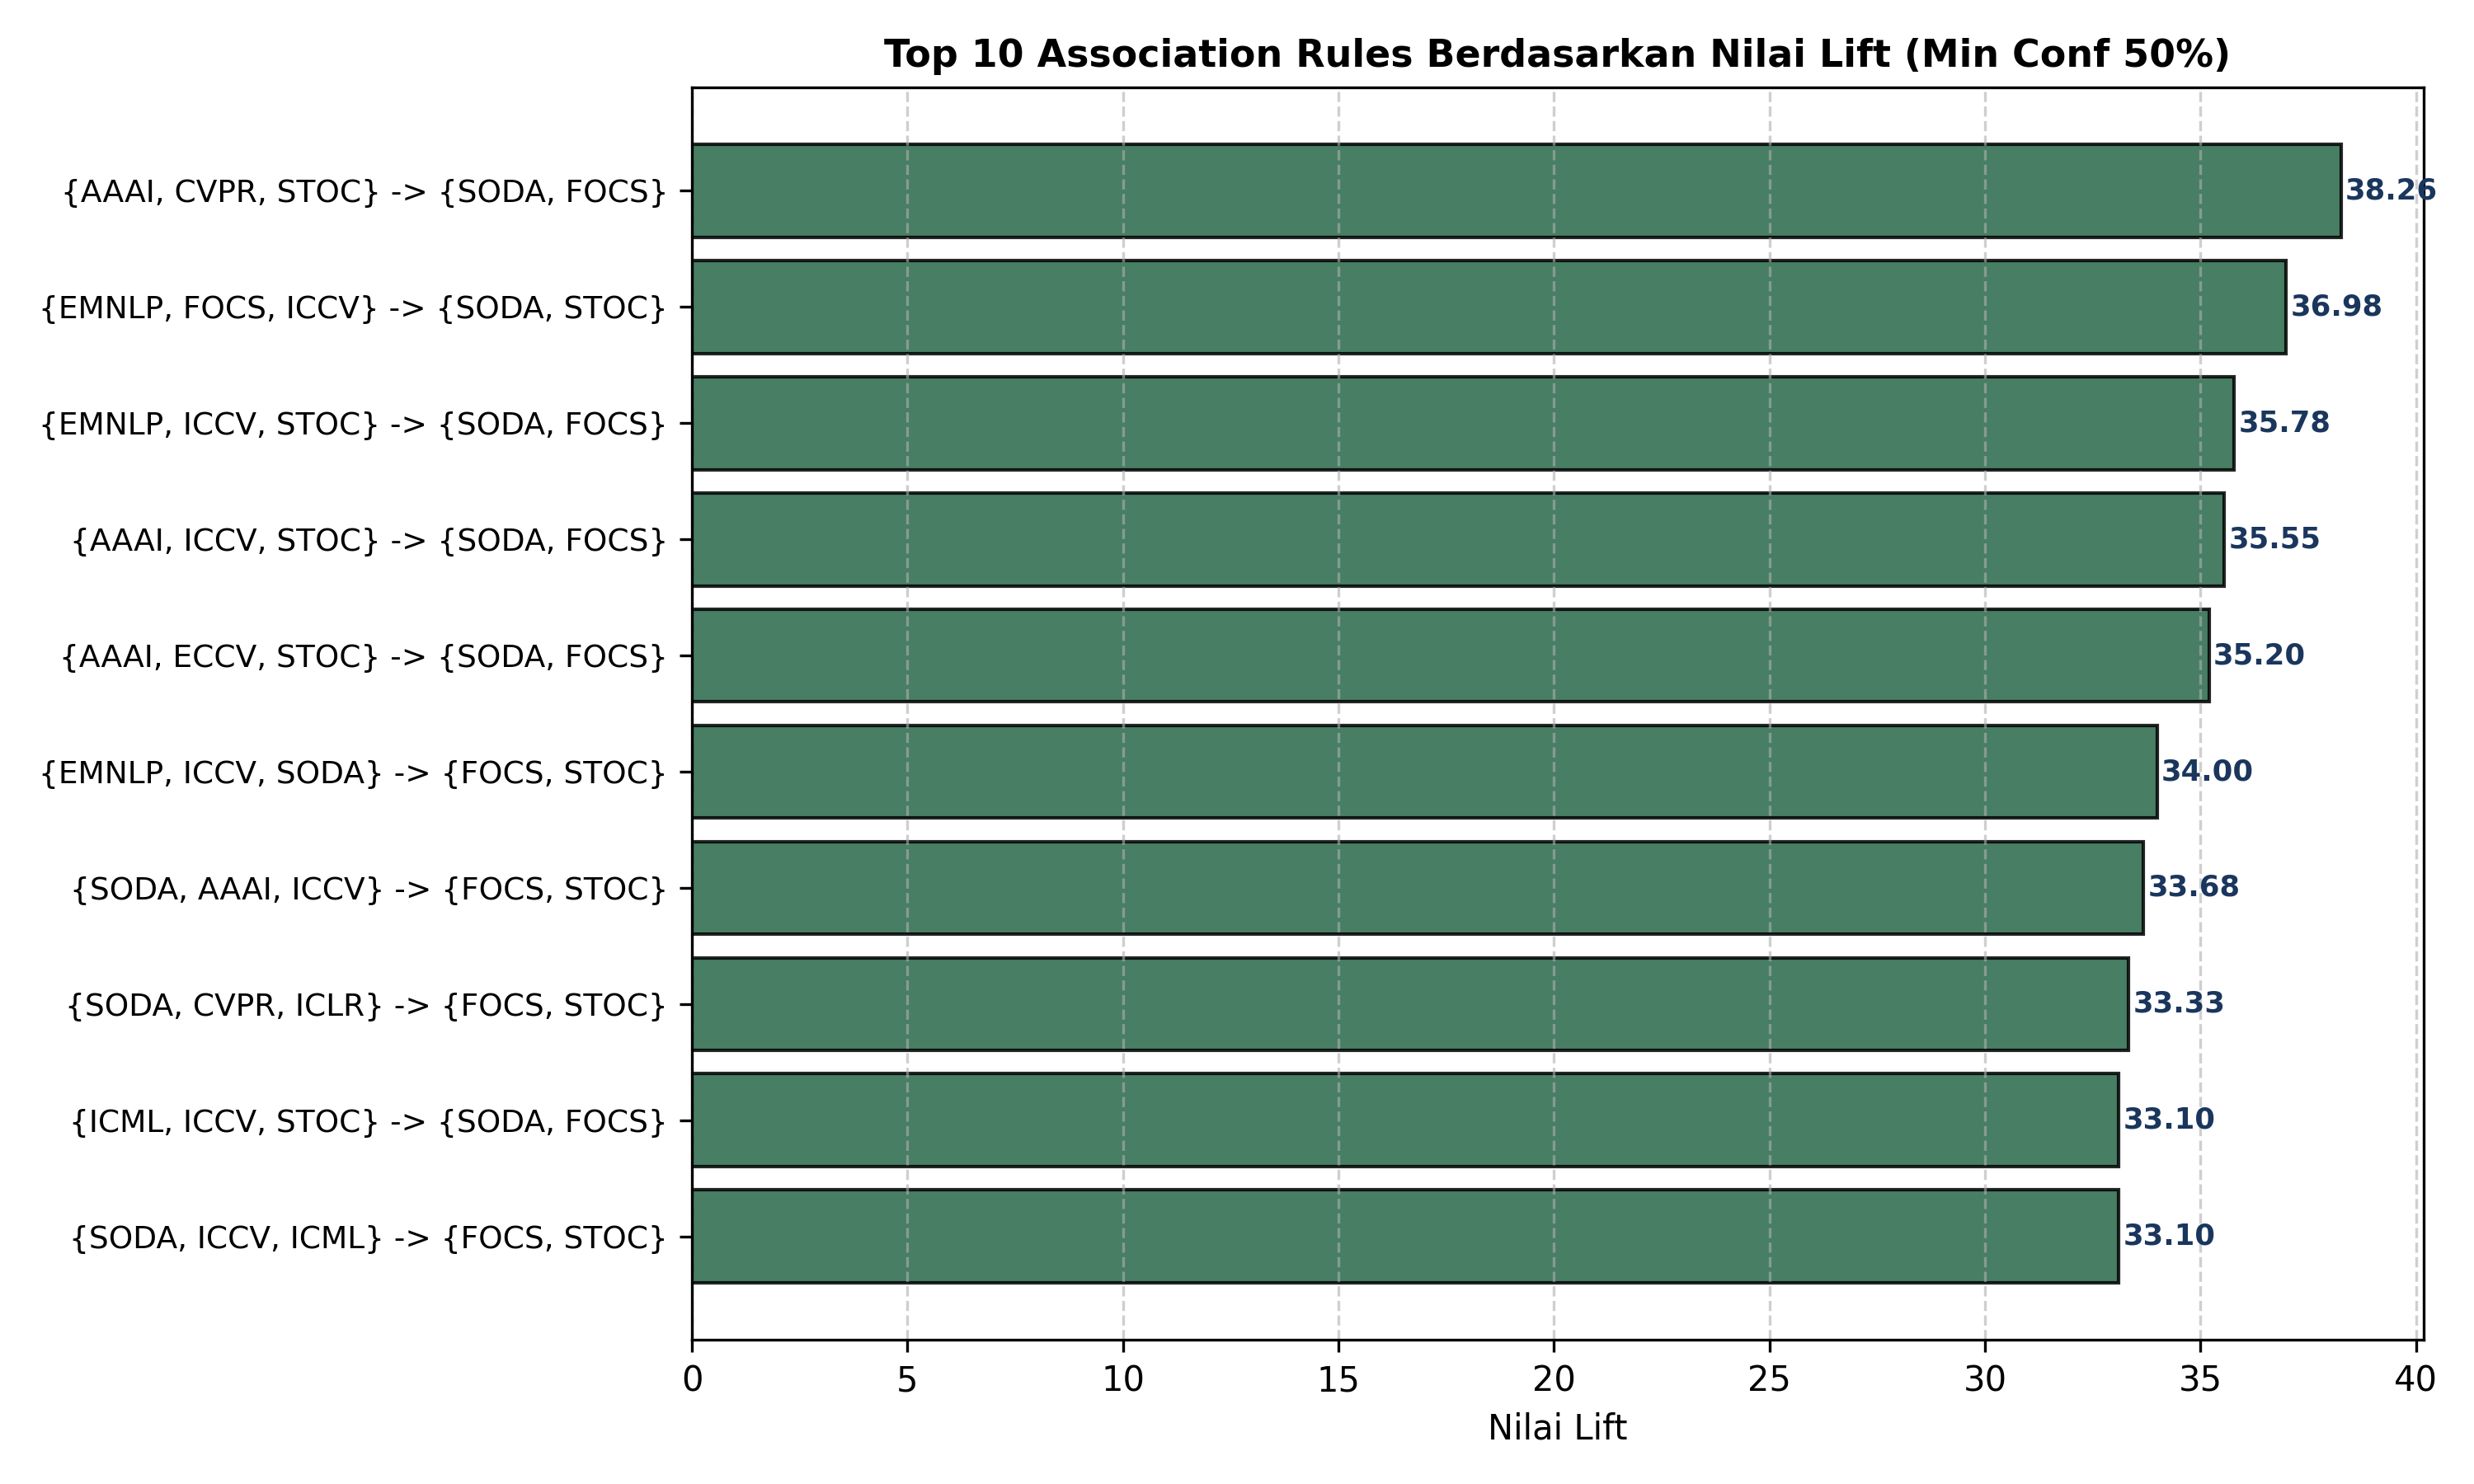 Top 10 Association Rules Berdasarkan Nilai Lift (Min Conf 50%)
{AAAI, CVPR, STOC} -> {SODA, FOCS} 38.26
{EMNLP, FOCS, ICCV} -> {SODA, STOC} 36.98
{EMNLP, ICCV, STOC} -> {SODA, FOCS} 35.78
{AAAI, ICCV, STOC} -> {SODA, FOCS} 35.55
{AAAI, ECCV, STOC} -> {SODA, FOCS} 35.20
{EMNLP, ICCV, SODA} -> {FOCS, STOC} 34.00
{SODA, AAAI, ICCV} -> {FOCS, STOC} 33.68
{SODA, CVPR, ICLR} -> {FOCS, STOC} 33.33
{ICML, ICCV, STOC} -> {SODA, FOCS} 33.10
{SODA, ICCV, ICML} -> {FOCS, STOC} 33.10
0 5 10 15 20 25 30 35 40
Nilai Lift